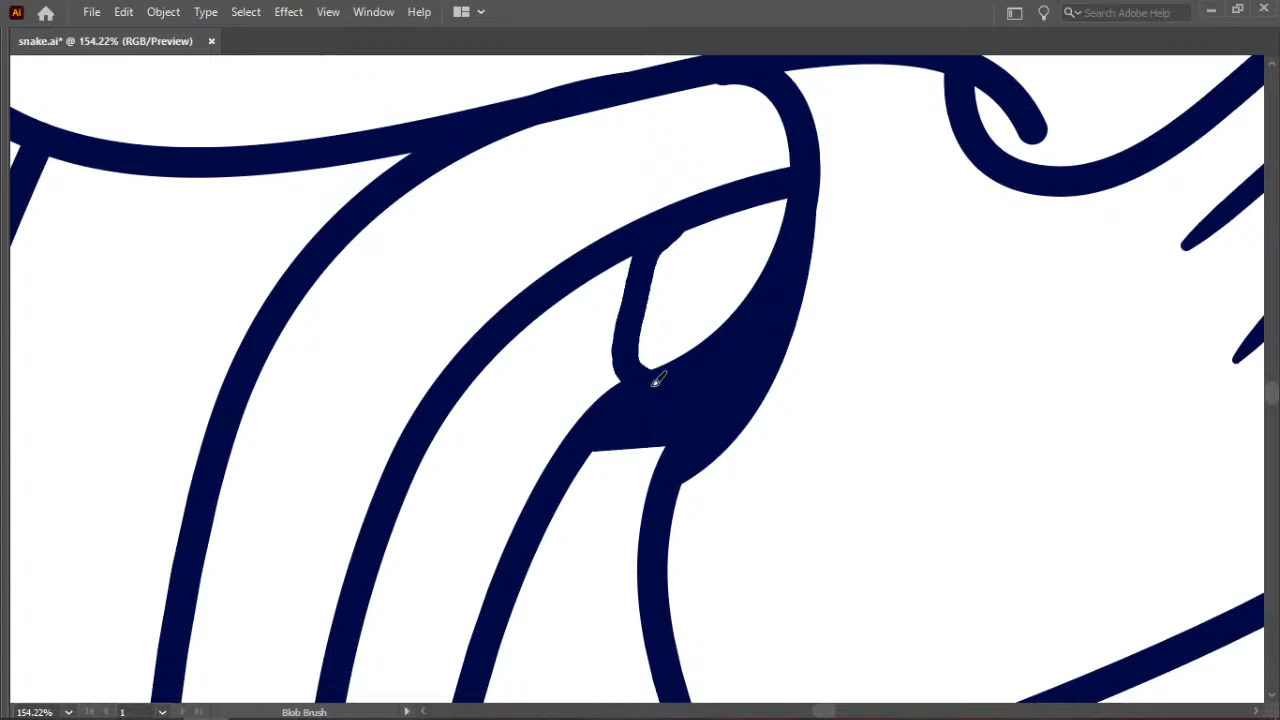 Ai File Edit Object Type Select Effect View Window Help Search Adobe Help
snake.ai* @ 154.22% (RGB/Preview) ×
154.22% 1 Blob Brush